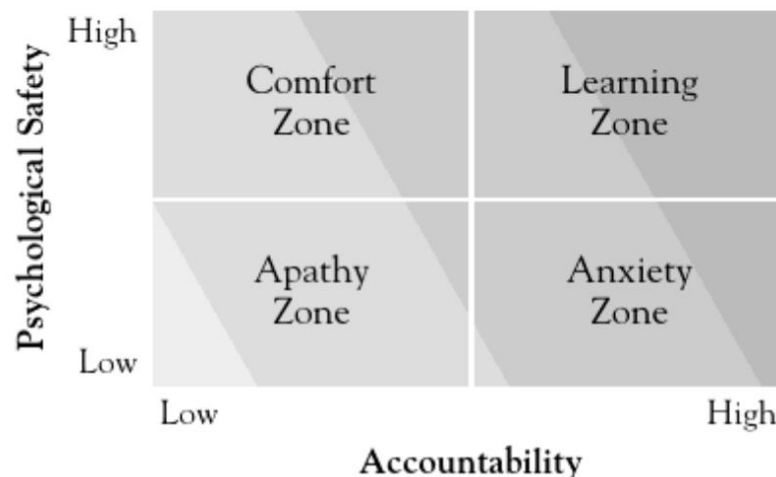 High
Comfort
Zone
Learning
Zone
Psychological Safety
Apathy
Zone
Anxiety
Zone
Low
Low
High
Accountability